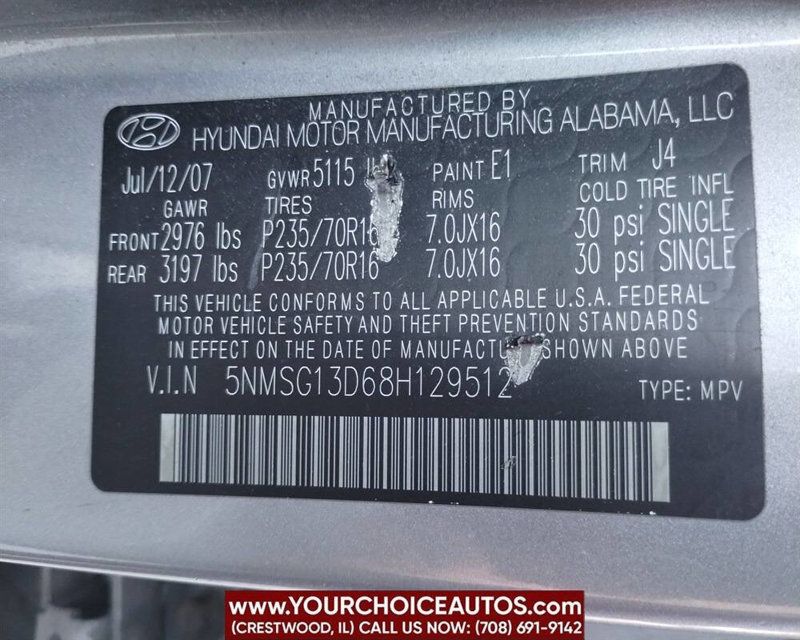 MANUFACTURED BY
HYUNDAI MOTOR MANUFACTURING ALABAMA, LLC
Jul/12/07 GVWR 5115 PAINT E1 TRIM J4
GAWR TIRES RIMS COLD TIRE INFL
FRONT 2976 lbs P235/70R16 7.0JX16 30 psi SINGLE
REAR 3197 lbs P235/70R16 7.0JX16 30 psi SINGLE
THIS VEHICLE CONFORMS TO ALL APPLICABLE U.S.A. FEDERAL
MOTOR VEHICLE SAFETY AND THEFT PREVENTION STANDARDS
IN EFFECT ON THE DATE OF MANUFACTU SHOWN ABOVE
V.I.N 5NMSG13D68H129512 TYPE: MPV
WWW.YOURCHOICEAUTOS.COM
(CRESTWOOD, IL) CALL US NOW: (708) 691-9142